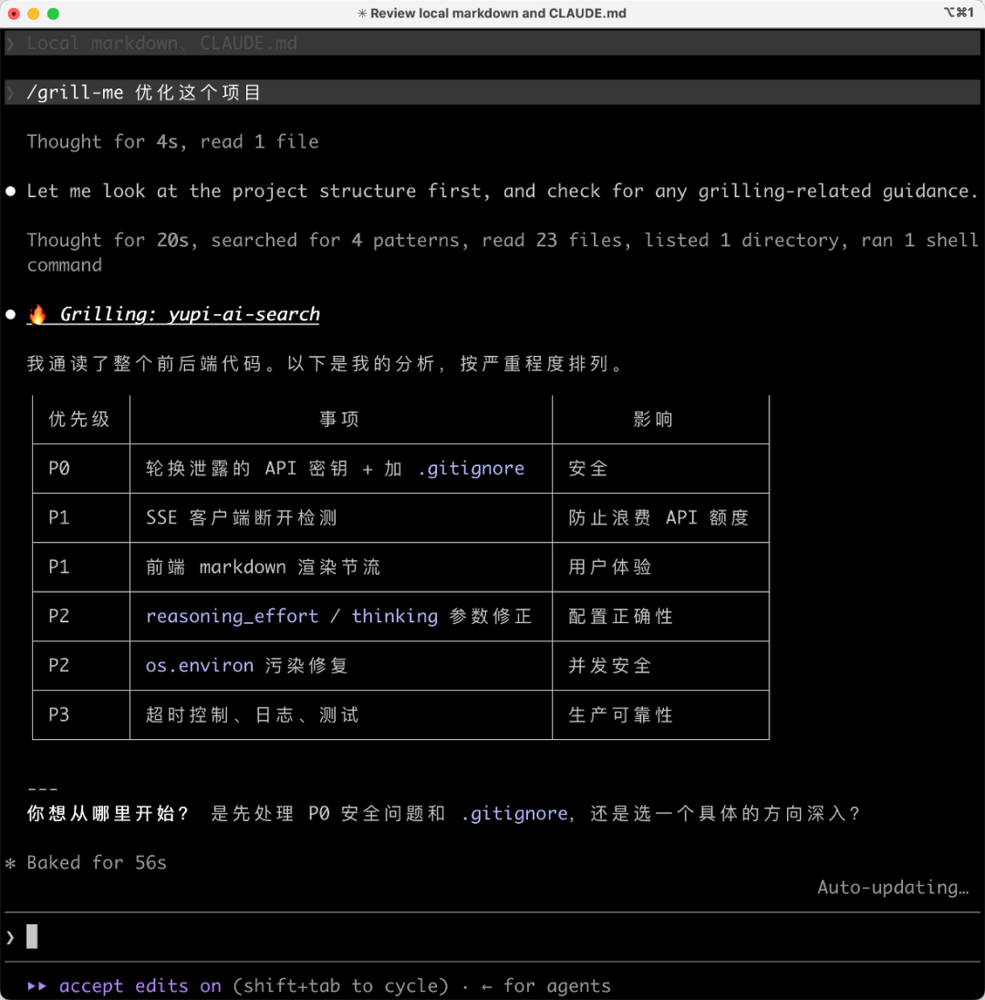 ✳ Review local markdown and CLAUDE.md
⌥⌘1
❯ Local markdown、CLAUDE.md
❯ /grill-me 优化这个项目
Thought for 4s, read 1 file
● Let me look at the project structure first, and check for any grilling-related guidance.
Thought for 20s, searched for 4 patterns, read 23 files, listed 1 directory, ran 1 shell
command
● 🔥 Grilling: yupi-ai-search
我通读了整个前后端代码。以下是我的分析，按严重程度排列。
优先级 事项 影响
P0 轮换泄露的 API 密钥 + 加 .gitignore 安全
P1 SSE 客户端断开检测 防止浪费 API 额度
P1 前端 markdown 渲染节流 用户体验
P2 reasoning_effort / thinking 参数修正 配置正确性
P2 os.environ 污染修复 并发安全
P3 超时控制、日志、测试 生产可靠性
---
你想从哪里开始？ 是先处理 P0 安全问题和 .gitignore，还是选一个具体的方向深入？
✻ Baked for 56s
Auto-updating…
❯
⏵⏵ accept edits on (shift+tab to cycle) · ← for agents